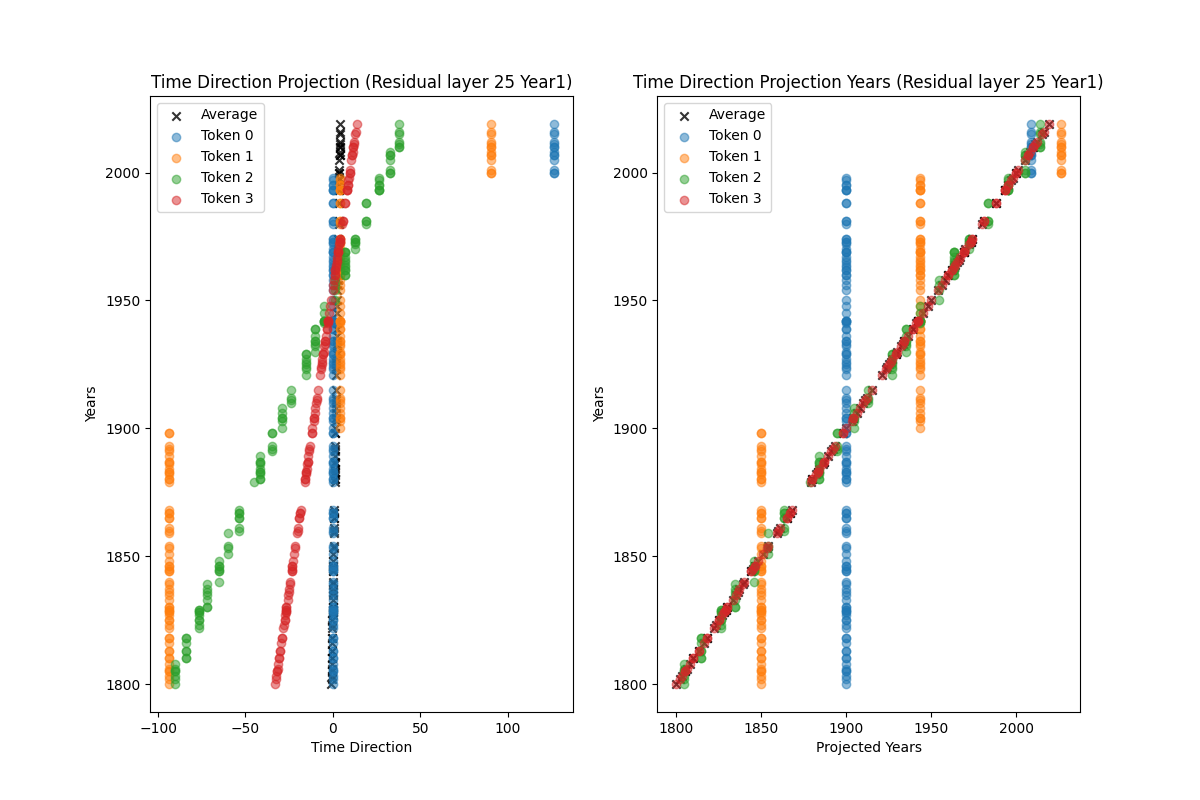 Time Direction Projection (Residual layer 25 Year1)
Average
Token 0
Token 1
Token 2
Token 3
Years
2000
1950
1900
1850
1800
−100 −50 0 50 100
Time Direction
Time Direction Projection Years (Residual layer 25 Year1)
Average
Token 0
Token 1
Token 2
Token 3
Years
2000
1950
1900
1850
1800
1800 1850 1900 1950 2000
Projected Years